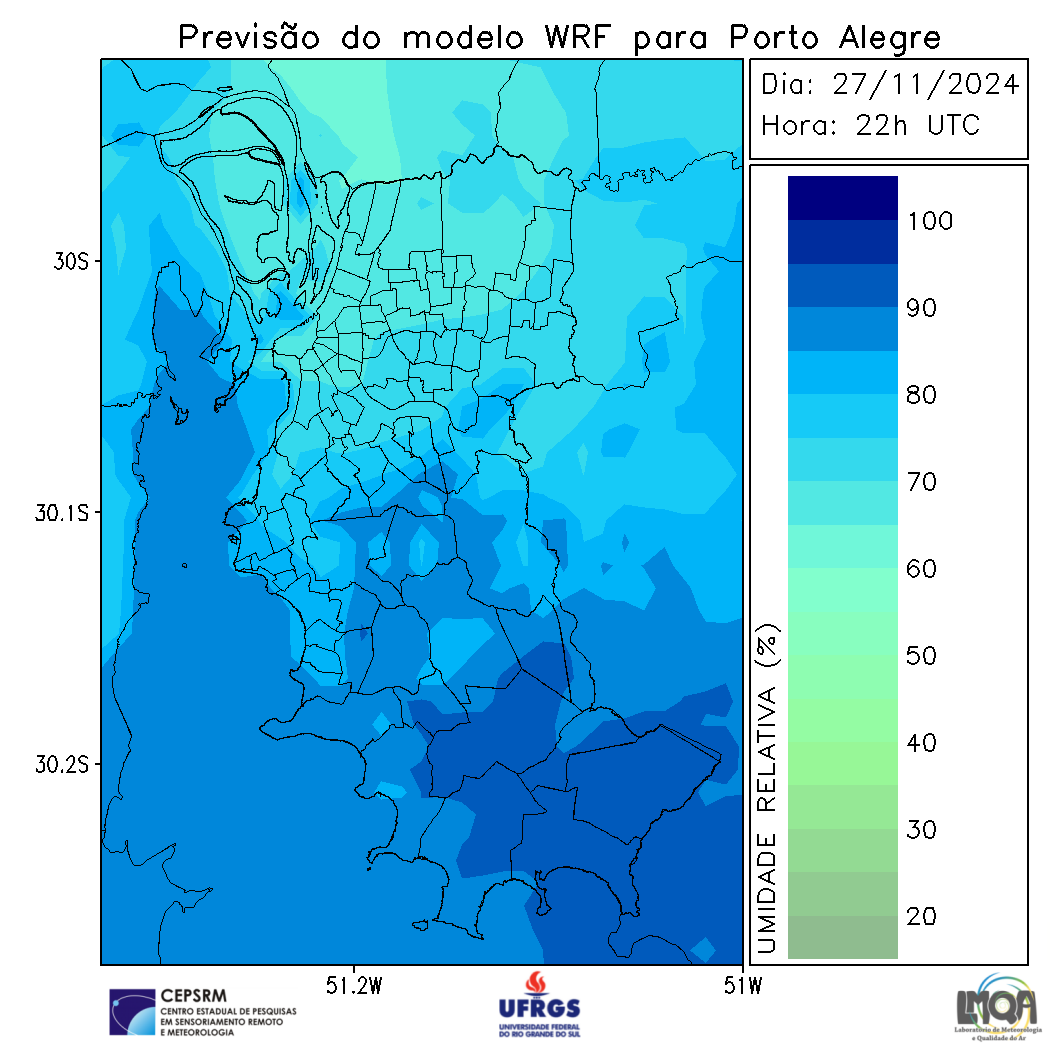 Previsão do modelo WRF para Porto Alegre
Dia: 27/11/2024
Hora: 22h UTC
30S
30.1S
30.2S
51.2W
51W
UMIDADE RELATIVA (%)
100
90
80
70
60
50
40
30
20
CEPSRM
CENTRO ESTADUAL DE PESQUISAS
EM SENSORIAMENTO REMOTO
E METEOROLOGIA
UFRGS
UNIVERSIDADE FEDERAL
DO RIO GRANDE DO SUL
LMQA
Laboratório de Meteorologia
e Qualidade do Ar